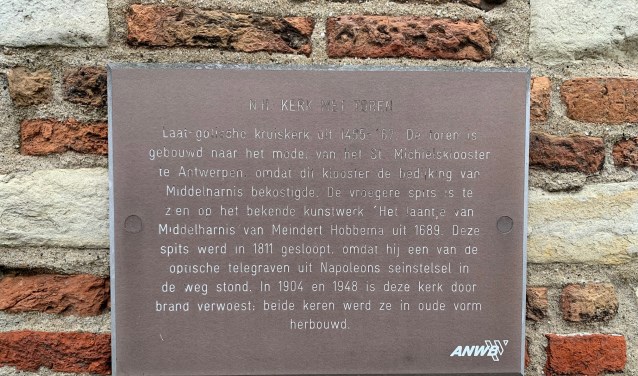 N.H. KERK MET TOREN
Laatgotische kruiskerk uit 1455-'67. De toren is
gebouwd naar het model van het St. Michielsklooster
te Antwerpen, omdat dit klooster de bedijking van
Middelharnis bekostigde. De vroegere spits is te
zien op het bekende kunstwerk "Het laantje van
Middelharnis van Meindert Hobbema uit 1689. Deze
spits werd in 1811 gesloopt, omdat hij een van de
optische telegraven uit Napoleons seinstelsel in
de weg stond. In 1904 en 1948 is deze kerk door
brand verwoest; beide keren werd ze in oude vorm
herbouwd.
ANWB